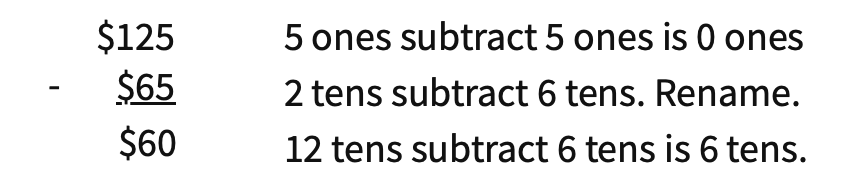 $125 5 ones subtract 5 ones is 0 ones
- $65 2 tens subtract 6 tens. Rename.
$60 12 tens subtract 6 tens is 6 tens.